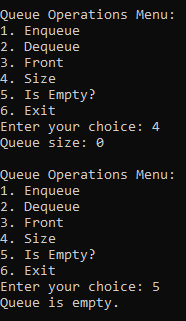 Queue Operations Menu:
1. Enqueue
2. Dequeue
3. Front
4. Size
5. Is Empty?
6. Exit
Enter your choice: 4
Queue size: 0
Queue Operations Menu:
1. Enqueue
2. Dequeue
3. Front
4. Size
5. Is Empty?
6. Exit
Enter your choice: 5
Queue is empty.